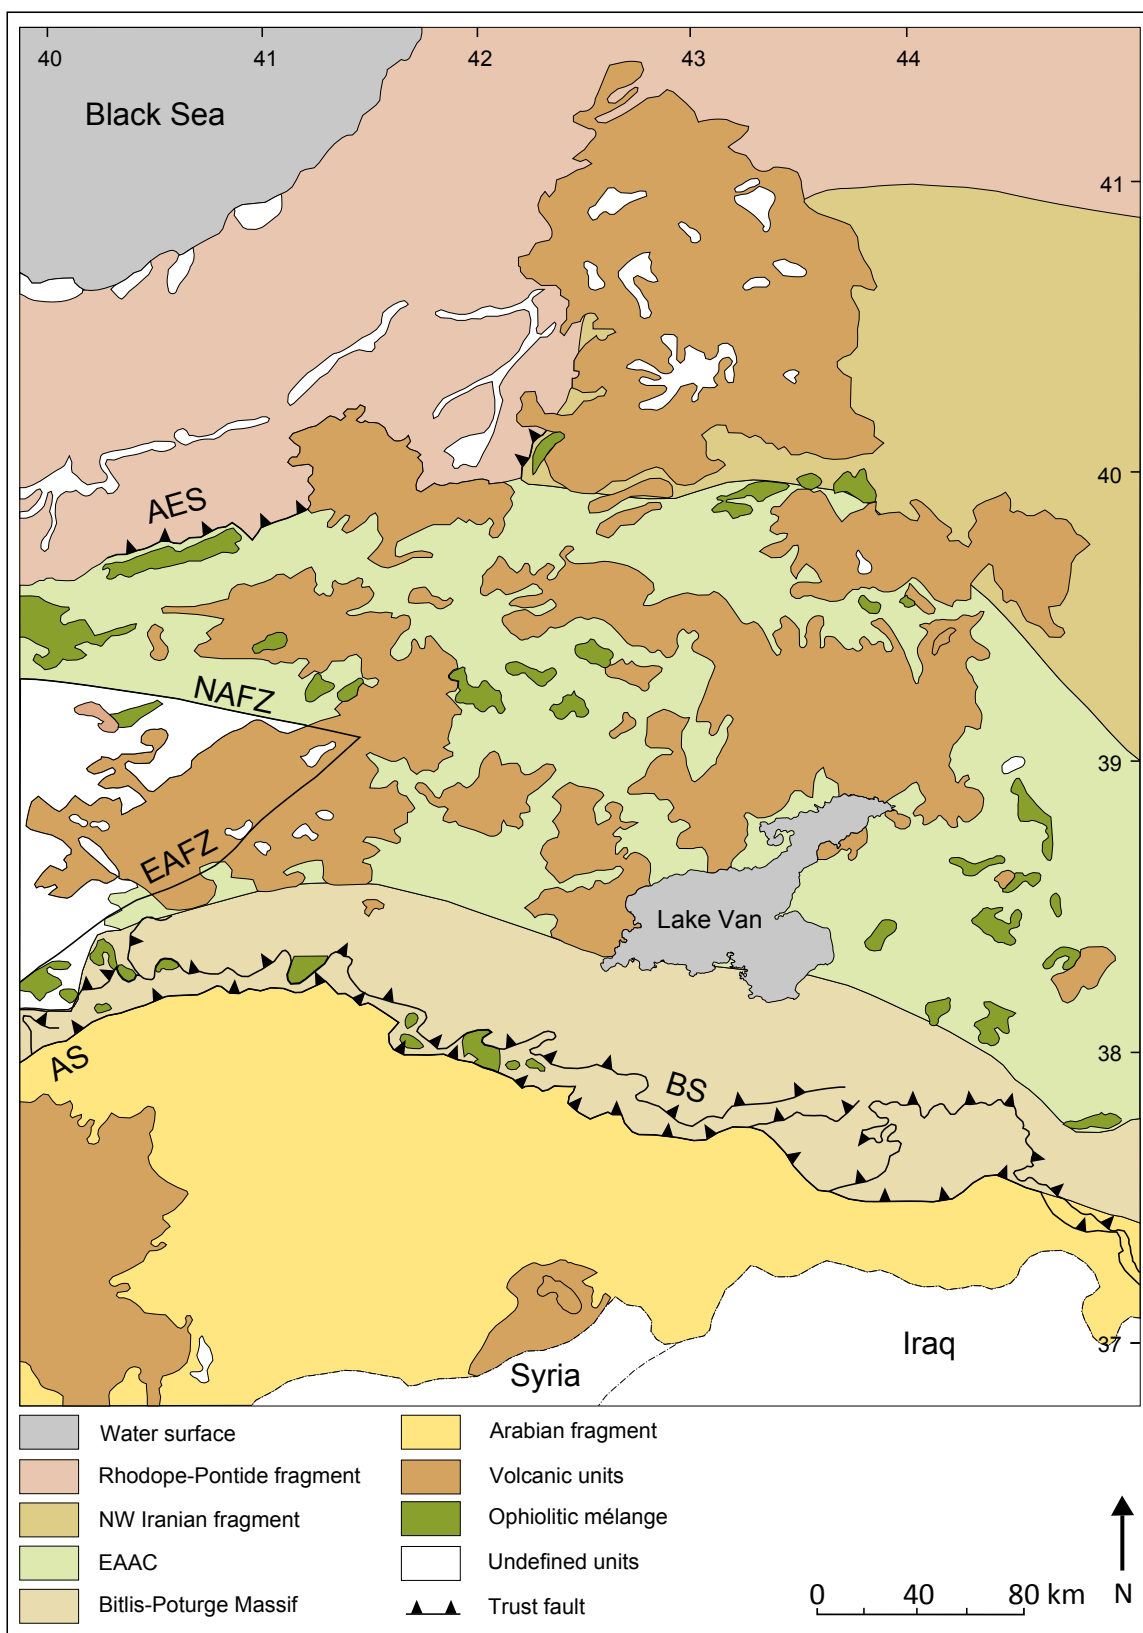 40 41 42 43 44
Black Sea
41
40
AES
NAFZ
39
EAFZ
Lake Van
38
AS
BS
37
Iraq
Syria
Water surface
Rhodope-Pontide fragment
NW Iranian fragment
EAAC
Bitlis-Poturge Massif
Arabian fragment
Volcanic units
Ophiolitic mélange
Undefined units
Trust fault
0 40 80 km
N